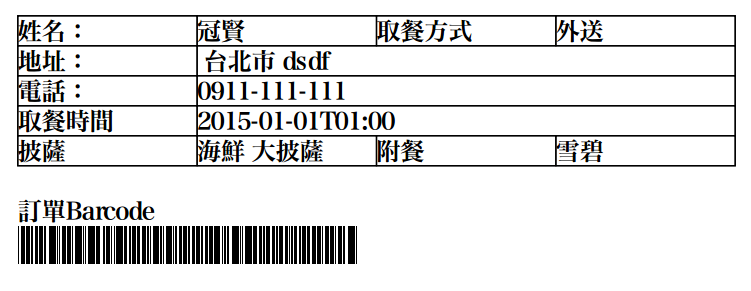 姓名： 冠賢 取餐方式 外送
地址： 台北市 dsdf
電話： 0911-111-111
取餐時間 2015-01-01T01:00
披薩 海鮮 大披薩 附餐 雪碧
訂單Barcode